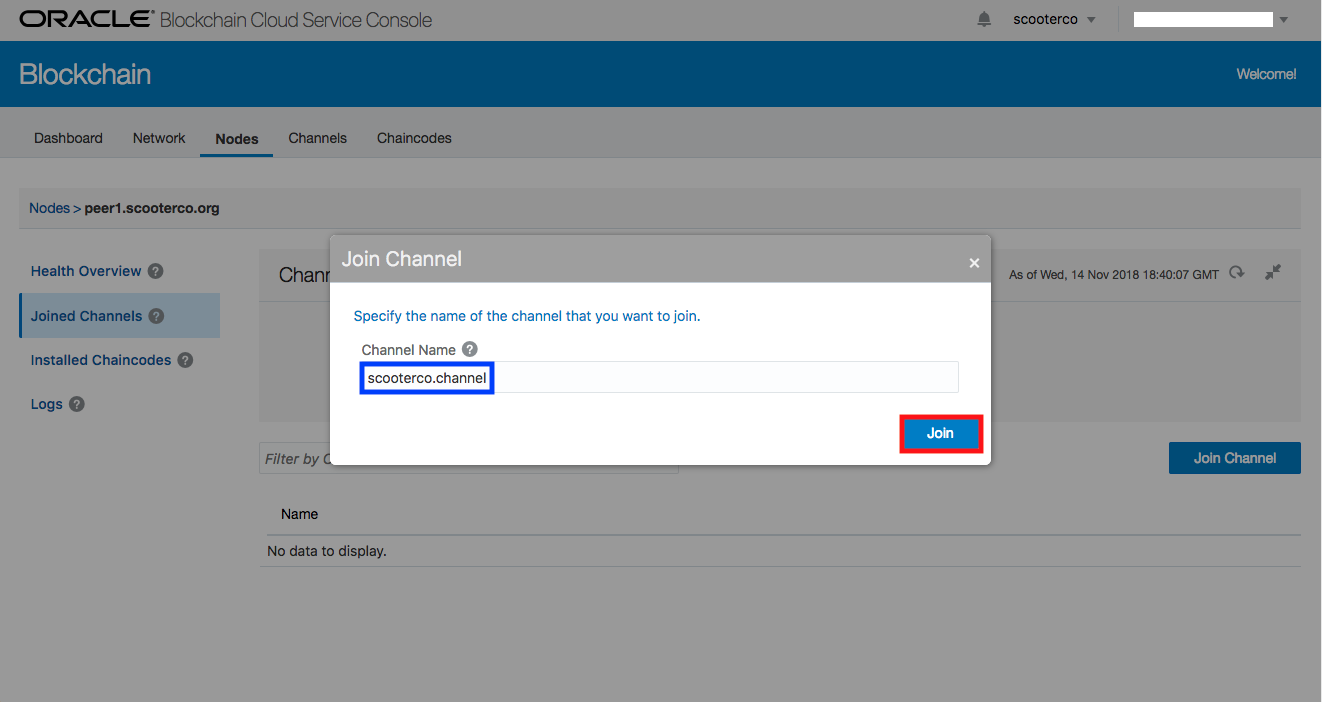 ORACLE® Blockchain Cloud Service Console
scooterco
Blockchain
Welcome!
Dashboard Network Nodes Channels Chaincodes
Nodes > peer1.scooterco.org
Health Overview ?
Joined Channels ?
Installed Chaincodes ?
Logs ?
As of Wed, 14 Nov 2018 18:40:07 GMT
Join Channel ×
Specify the name of the channel that you want to join.
Channel Name ?
scooterco.channel
Join
Filter by
Join Channel
Name
No data to display.